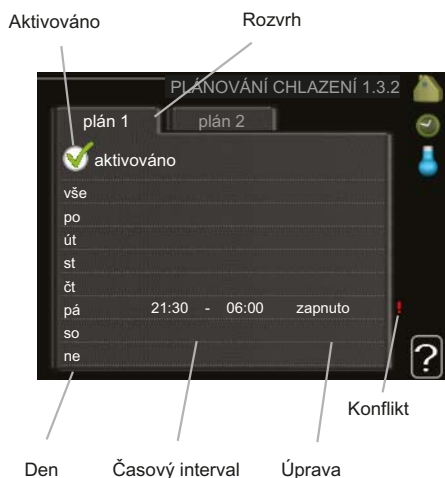 Aktivováno
Rozvrh
PLÁNOVÁNÍ CHLAZENÍ 1.3.2
plán 1
plán 2
aktivováno
vše
po
út
st
čt
pá 21:30 - 06:00 zapnuto !
so
ne
?
Konflikt
Den
Časový interval
Úprava